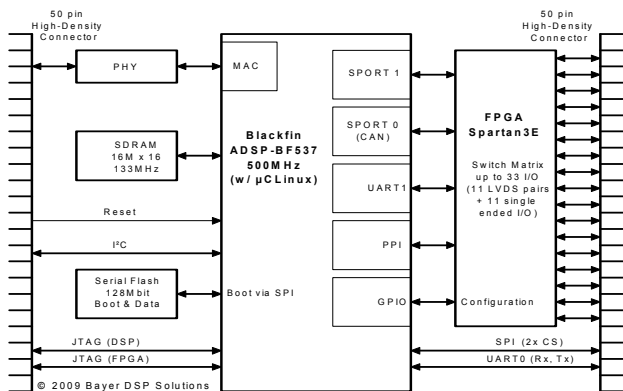 50 pin
High-Density
Connector
PHY
SDRAM
16M x 16
133MHz
Reset
I²C
Serial Flash
128Mbit
Boot & Data
JTAG (DSP)
JTAG (FPGA)
© 2009 Bayer DSP Solutions
MAC
Blackfin
ADSP-BF537
500MHz
(w/ µCLinux)
Boot via SPI
SPORT 1
SPORT 0
(CAN)
UART1
PPI
GPIO
FPGA
Spartan3E
Switch Matrix
up to 33 I/O
(11 LVDS pairs
+ 11 single
ended I/O)
Configuration
SPI (2x CS)
UART0 (Rx, Tx)
50 pin
High-Density
Connector